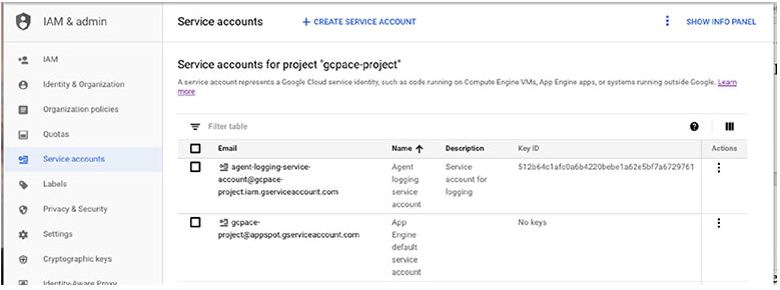 IAM & admin
Service accounts
+ CREATE SERVICE ACCOUNT
SHOW INFO PANEL
IAM
Identity & Organization
Organization policies
Quotas
Service accounts
Labels
Privacy & Security
Settings
Cryptographic keys
Identity-Aware Proxy
Service accounts for project "gcpace-project"
A service account represents a Google Cloud service identity, such as code running on Compute Engine VMs, App Engine apps, or systems running outside Google. Learn
more
Filter table
Email Name Description Key ID Actions
agent-logging-service- Agent Service 512b64c1afc0a6b4220bebe1a62e5bf7a6729761
account@gcpace- logging account for
project.iam.gserviceaccount.com service logging
account
gcpace- App No keys
project@appspot.gserviceaccount.com Engine
default
service
account